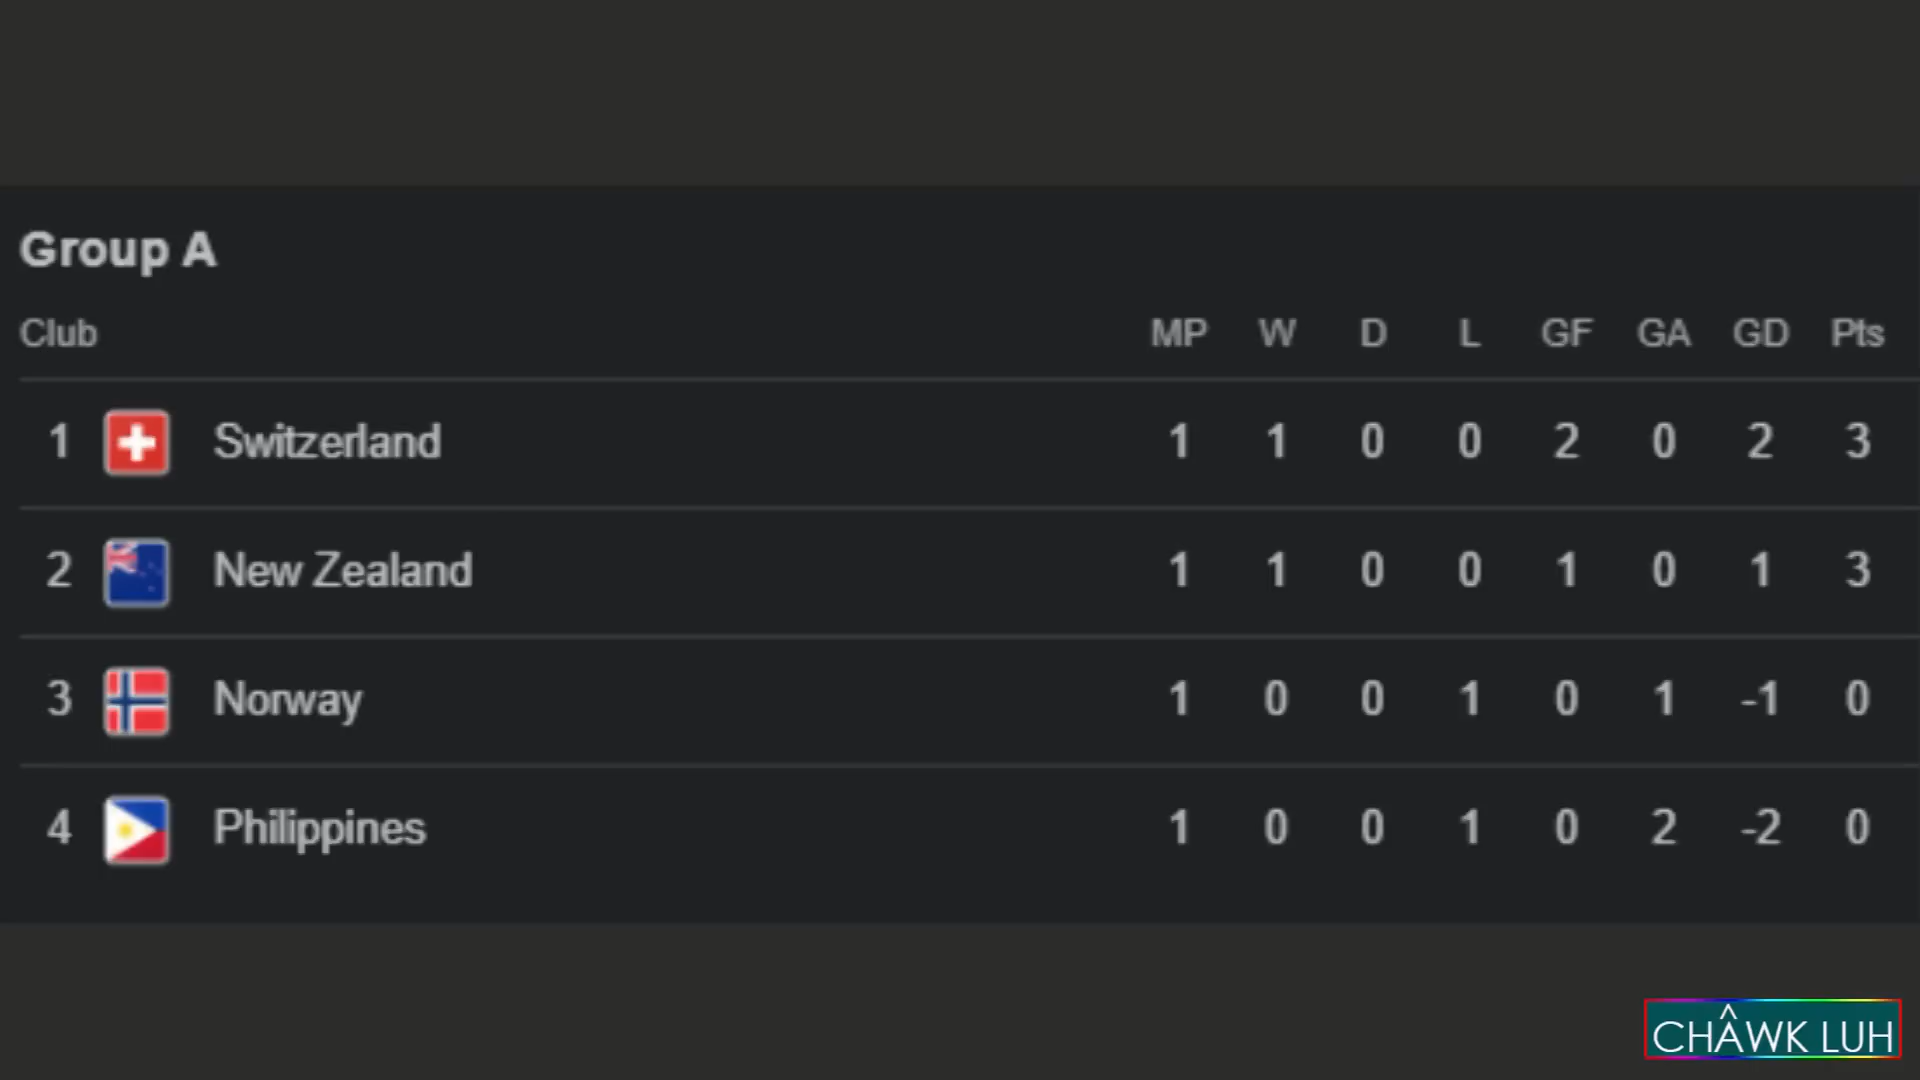 Group A
Club MP W D L GF GA GD Pts
1 Switzerland 1 1 0 0 2 0 2 3
2 New Zealand 1 1 0 0 1 0 1 3
3 Norway 1 0 0 1 0 1 -1 0
4 Philippines 1 0 0 1 0 2 -2 0
CHÂWK LUH